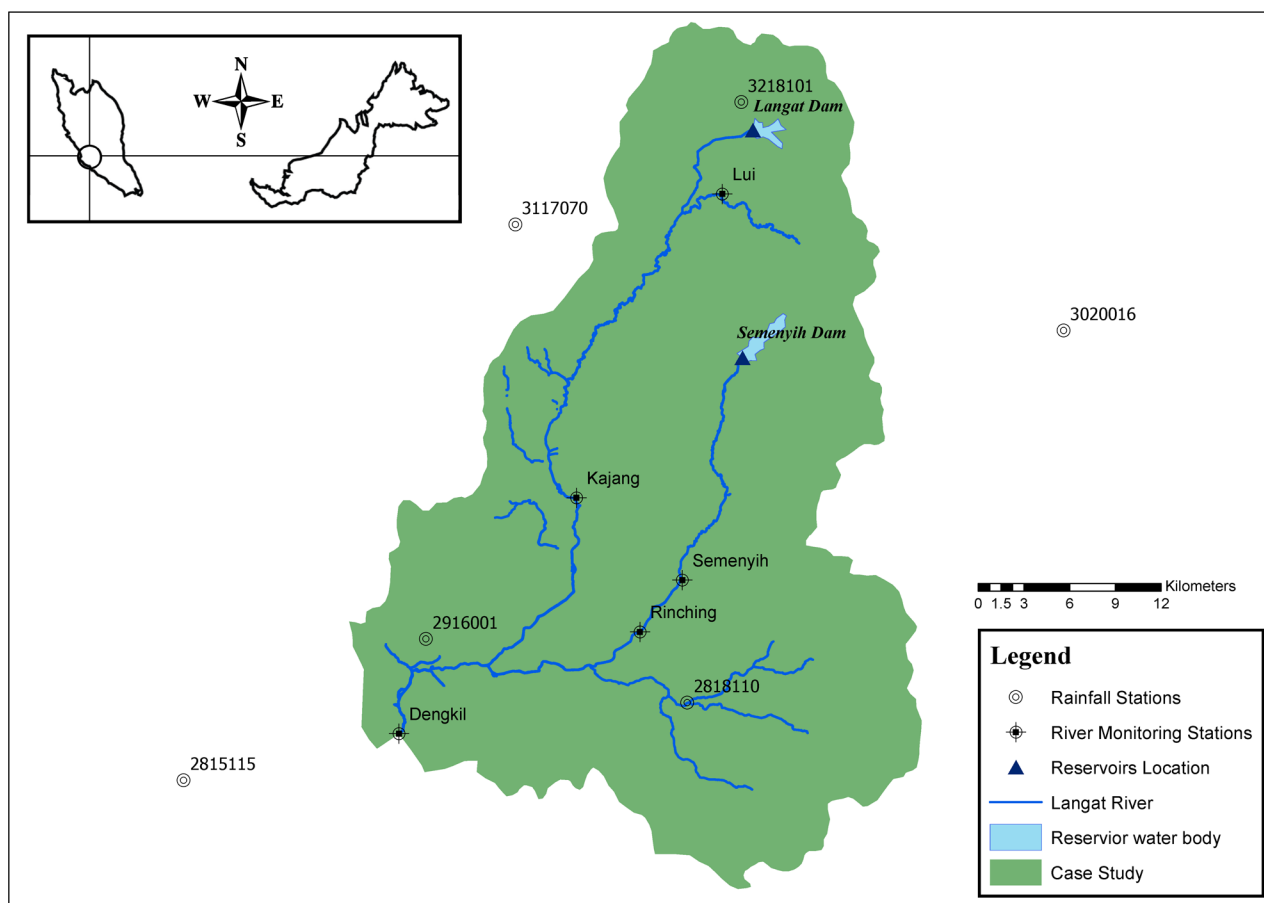 N
W E
S
3218101
Langat Dam
Lui
3117070
3020016
Semenyih Dam
Kajang
Semenyih
Rinching
2916001
2818110
Dengkil
2815115
Kilometers
0 1.5 3 6 9 12
Legend
Rainfall Stations
River Monitoring Stations
Reservoirs Location
Langat River
Reservior water body
Case Study